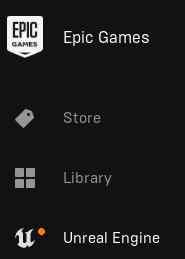 EPIC
GAMES
Epic Games
Store
Library
Unreal Engine